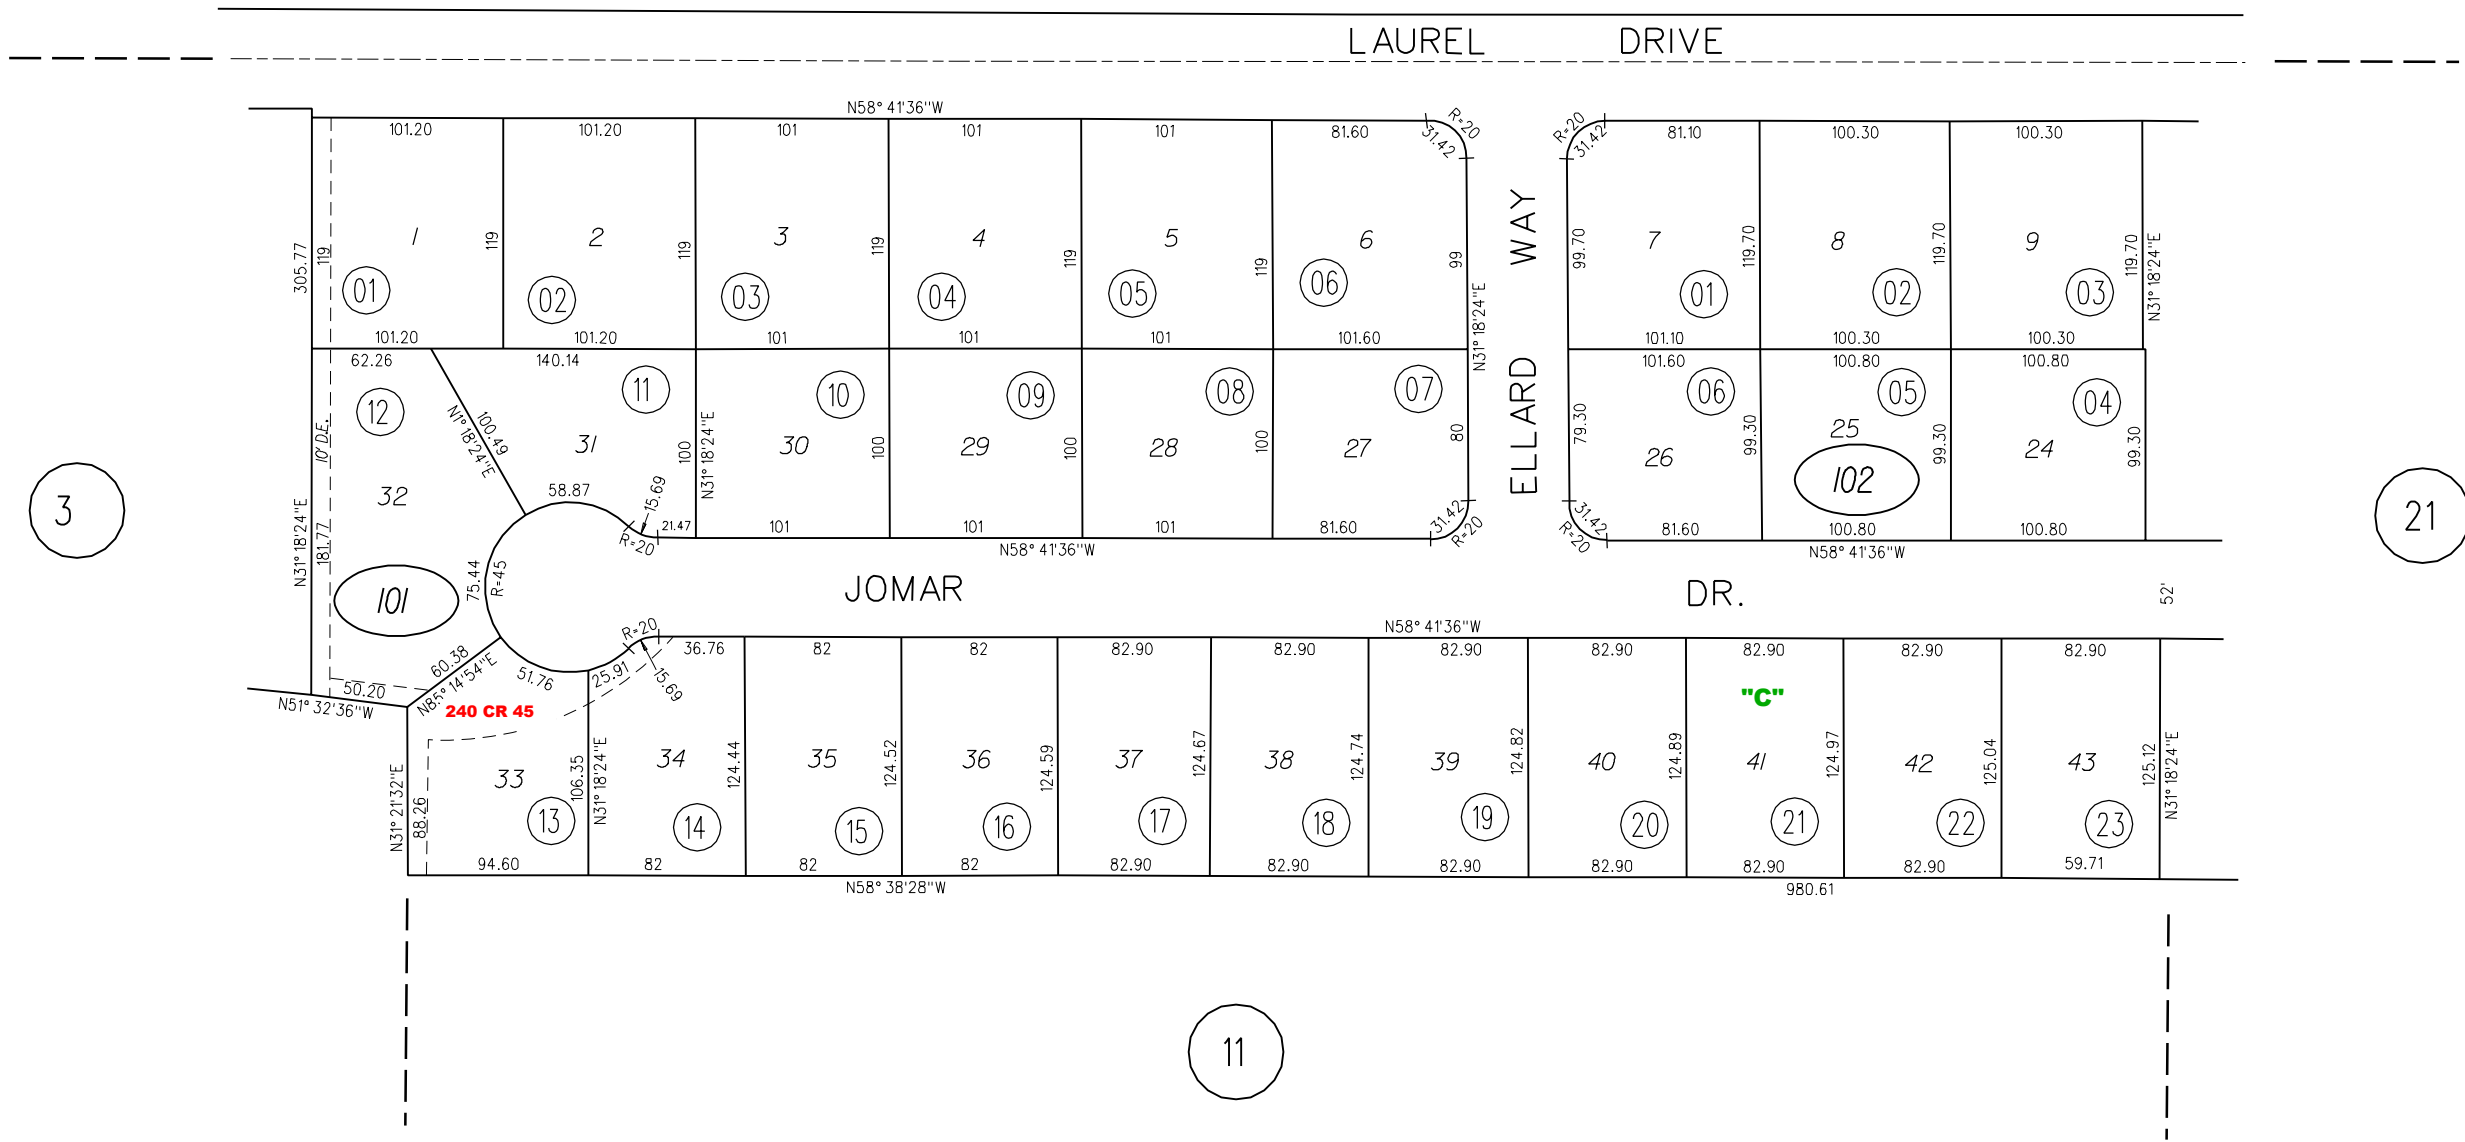 LAUREL DRIVE
N58° 41'36"W
101.20 101.20 101 101 101 81.60 31.42 R=20
R=20 31.42 81.10 100.30 100.30
305.77 119 1 119 2 119 3 119 4 119 5 119 6 99
99.70 7 119.70 8 119.70 9 119.70 N31° 18'24"E
01 02 03 04 05 06
01 02 03
101.20 101.20 101 101 101 101.60
101.10 100.30 100.30
ELLARD WAY
N31° 18'24"E
62.26 140.14
101.60 100.80 100.80
12 11 10 09 08 07
06 05 04
10' D.E.
N1° 18'24"E 100.49
31 100 N31° 18'24"E 30 100 29 100 28 100 27 80
79.30 26 99.30 25 99.30 24 99.30
102
32
3
21
N31° 18'24"E 181.77
58.87 15.69 R=20 21.47 101 101 101 81.60 31.42 R=20
31.42 R=20 81.60 100.80 100.80
N58° 41'36"W
N58° 41'36"W
75.44 R=45
101
JOMAR DR.
52'
N58° 41'36"W
R=20 36.76 82 82 82.90 82.90 82.90 82.90 82.90 82.90 82.90
60.38
N85° 14'54"E
51.76 25.91 15.69
50.20
N51° 32'36"W
240 CR 45
"C"
N31° 21'32"E 88.26 33 106.35 N31° 18'24"E 34 124.44 35 124.52 36 124.59 37 124.67 38 124.74 39 124.82 40 124.89 41 124.97 42 125.04 43 125.12 N31° 18'24"E
13 14 15 16 17 18 19 20 21 22 23
94.60 82 82 82 82.90 82.90 82.90 82.90 82.90 82.90 59.71
N58° 38'28"W
980.61
11